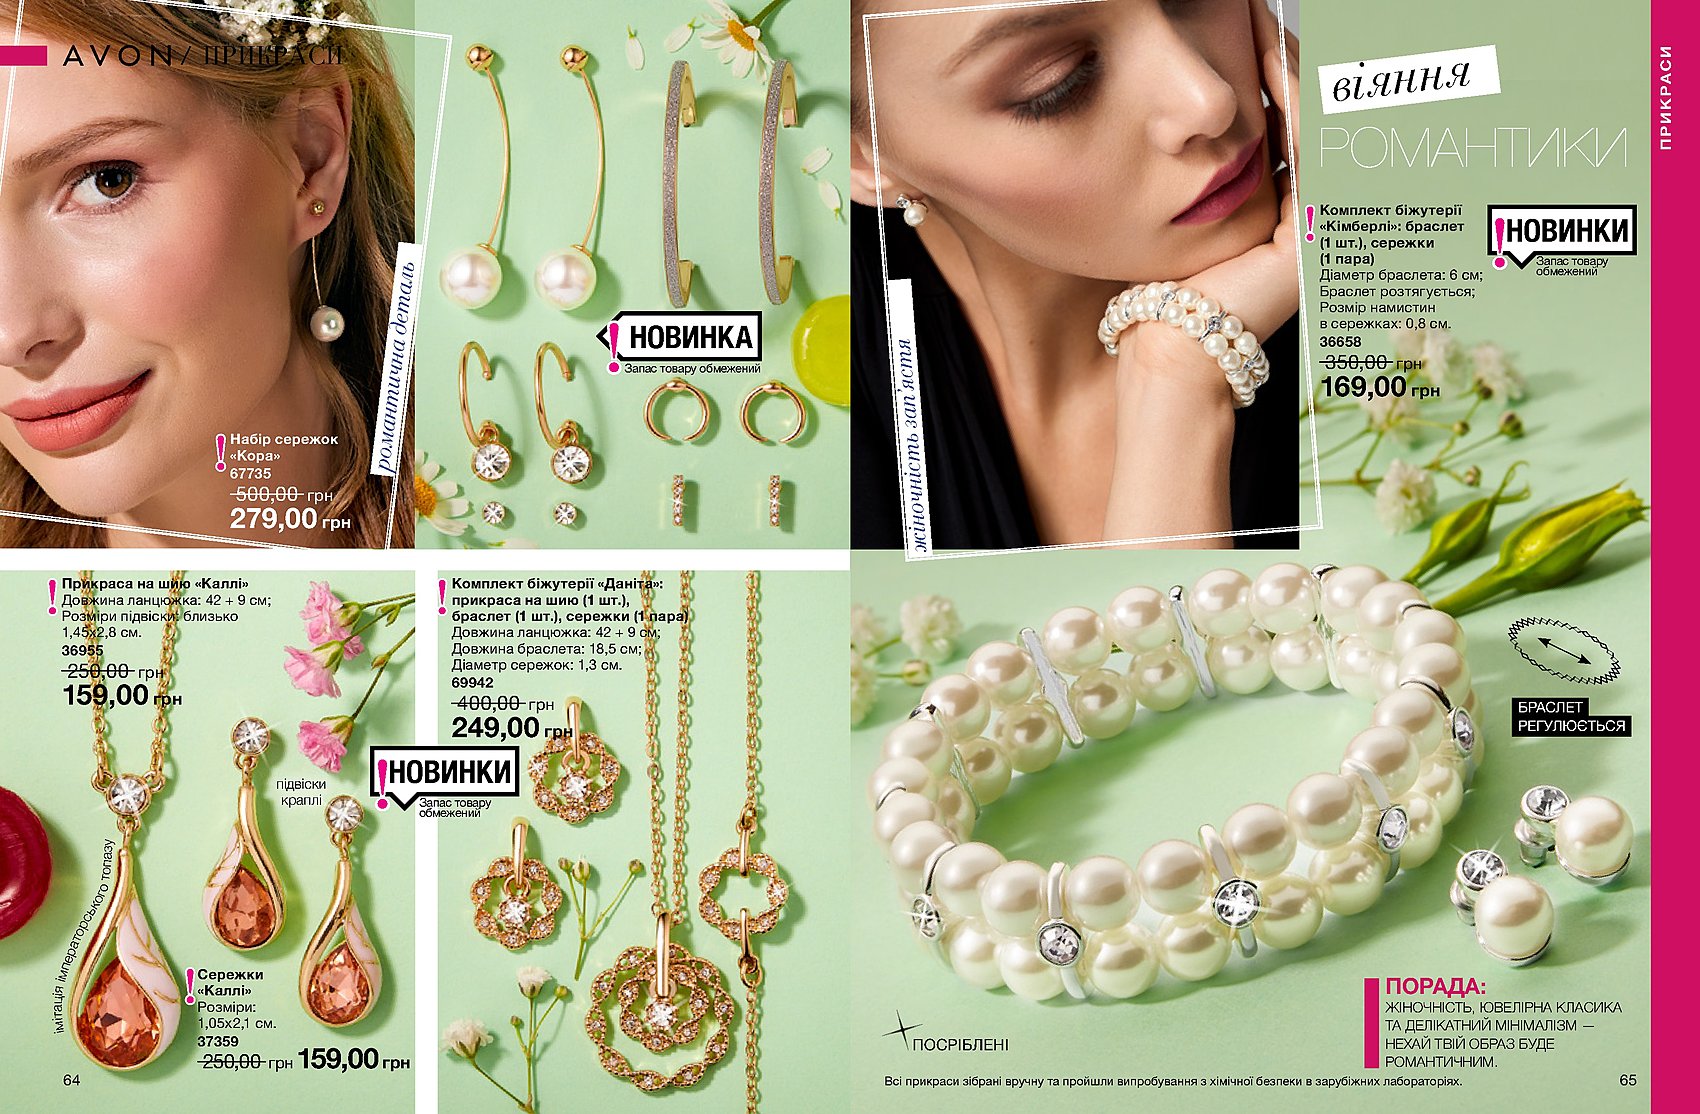 AVON / ПРИКРАСИ
романтична деталь
Набір сережок
«Кора»
67735
500,00 грн
279,00 грн
НОВИНКА
Запас товару обмежений
Прикраса на шию «Каллі»
Довжина ланцюжка: 42 + 9 см;
Розміри підвіски: близько
1,45х2,8 см.
36955
250,00 грн
159,00 грн
підвіски
краплі
імітація імператорського топазу
Сережки
«Каллі»
Розміри:
1,05х2,1 см.
37359
250,00 грн 159,00 грн
64
Комплект біжутерії «Даніта»:
прикраса на шию (1 шт.),
браслет (1 шт.), сережки (1 пара)
Довжина ланцюжка: 42 + 9 см;
Довжина браслета: 18,5 см;
Діаметр сережок: 1,3 см.
69942
400,00 грн
249,00 грн
НОВИНКИ
Запас товару
обмежений
жіночність зап'ястя
віяння
РОМАНТИКИ
ПРИКРАСИ
Комплект біжутерії
«Кімберлі»: браслет
(1 шт.), сережки
(1 пара)
Діаметр браслета: 6 см;
Браслет розтягується;
Розмір намистин
в сережках: 0,8 см.
36658
350,00 грн
169,00 грн
НОВИНКИ
Запас товару
обмежений
БРАСЛЕТ
РЕГУЛЮЄТЬСЯ
ПОСРІБЛЕНІ
ПОРАДА:
ЖІНОЧНІСТЬ, ЮВЕЛІРНА КЛАСИКА
ТА ДЕЛІКАТНИЙ МІНІМАЛІЗМ —
НЕХАЙ ТВІЙ ОБРАЗ БУДЕ
РОМАНТИЧНИМ.
Всі прикраси зібрані вручну та пройшли випробування з хімічної безпеки в зарубіжних лабораторіях.
65